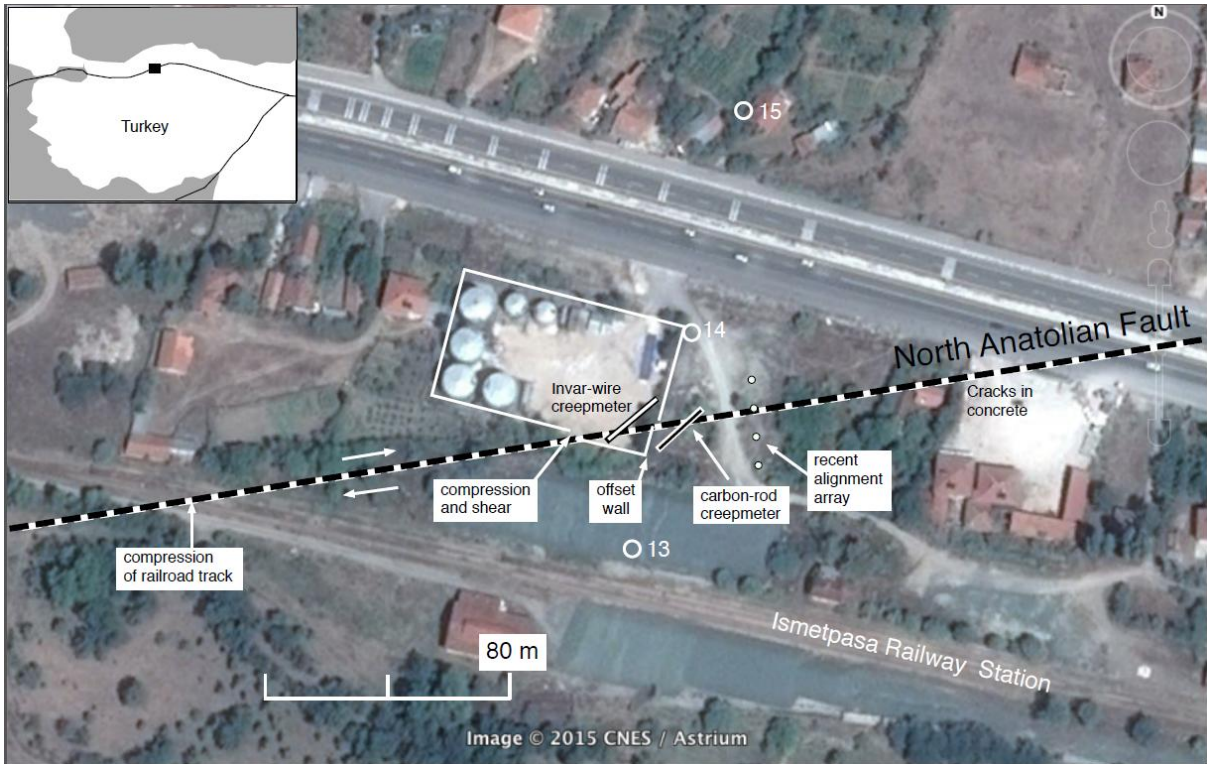 N
Turkey
15
14
North Anatolian Fault
Invar-wire
creepmeter
Cracks in
concrete
compression
and shear
offset
wall
carbon-rod
creepmeter
recent
alignment
array
13
compression
of railroad track
80 m
Ismetpasa Railway Station
Image © 2015 CNES / Astrium